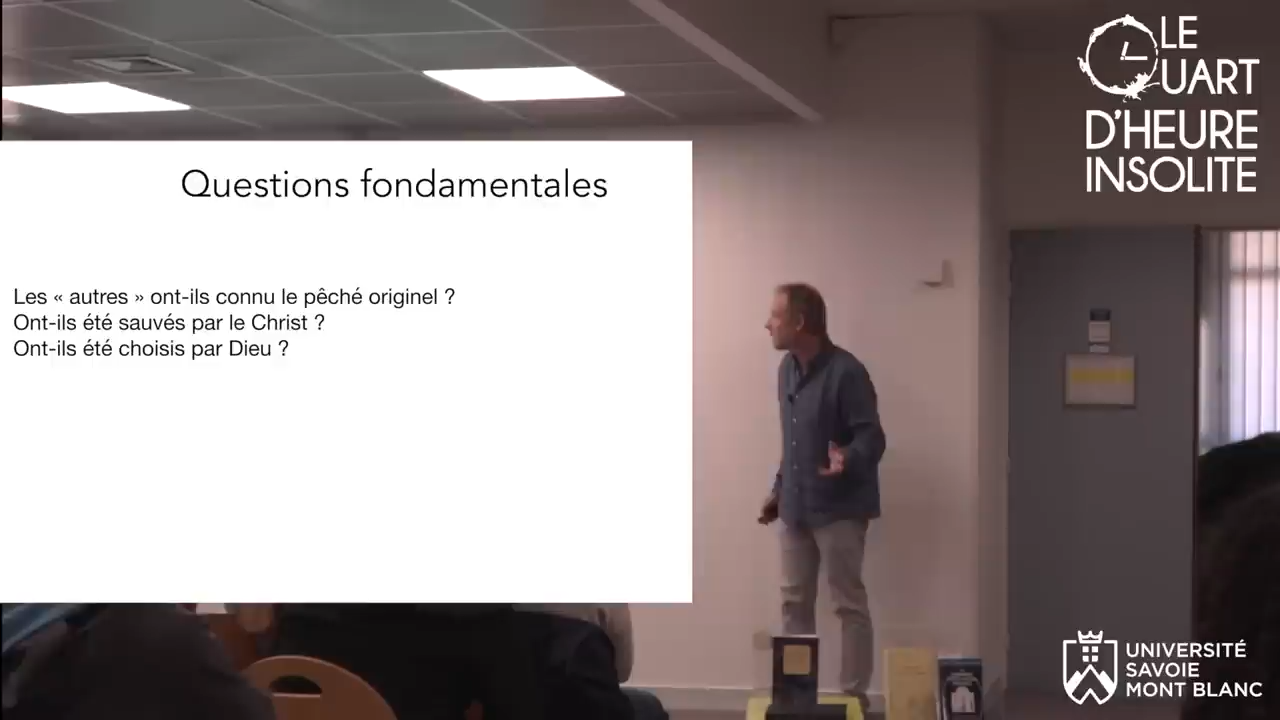 Questions fondamentales
Les « autres » ont-ils connu le pêché originel ?
Ont-ils été sauvés par le Christ ?
Ont-ils été choisis par Dieu ?
LE
QUART
D'HEURE
INSOLITE
UNIVERSITÉ
SAVOIE
MONT BLANC